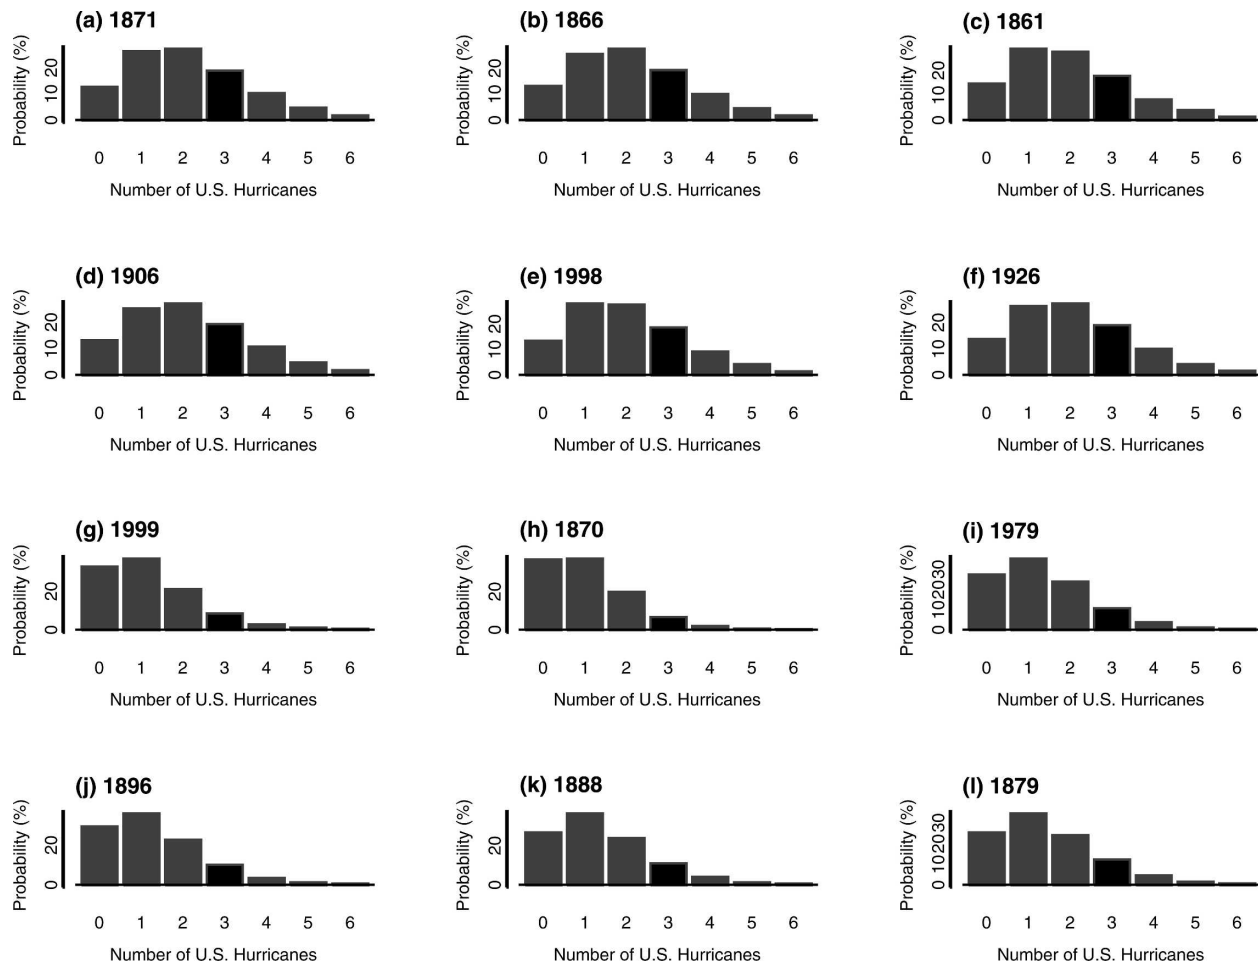 (a) 1871
Probability (%)
0 10 20
0 1 2 3 4 5 6
Number of U.S. Hurricanes
(b) 1866
Probability (%)
0 10 20
0 1 2 3 4 5 6
Number of U.S. Hurricanes
(c) 1861
Probability (%)
0 10 20
0 1 2 3 4 5 6
Number of U.S. Hurricanes
(d) 1906
Probability (%)
0 10 20
0 1 2 3 4 5 6
Number of U.S. Hurricanes
(e) 1998
Probability (%)
0 10 20
0 1 2 3 4 5 6
Number of U.S. Hurricanes
(f) 1926
Probability (%)
0 10 20
0 1 2 3 4 5 6
Number of U.S. Hurricanes
(g) 1999
Probability (%)
0 20
0 1 2 3 4 5 6
Number of U.S. Hurricanes
(h) 1870
Probability (%)
0 20
0 1 2 3 4 5 6
Number of U.S. Hurricanes
(i) 1979
Probability (%)
0 10 20 30
0 1 2 3 4 5 6
Number of U.S. Hurricanes
(j) 1896
Probability (%)
0 20
0 1 2 3 4 5 6
Number of U.S. Hurricanes
(k) 1888
Probability (%)
0 20
0 1 2 3 4 5 6
Number of U.S. Hurricanes
(l) 1879
Probability (%)
0 10 20 30
0 1 2 3 4 5 6
Number of U.S. Hurricanes